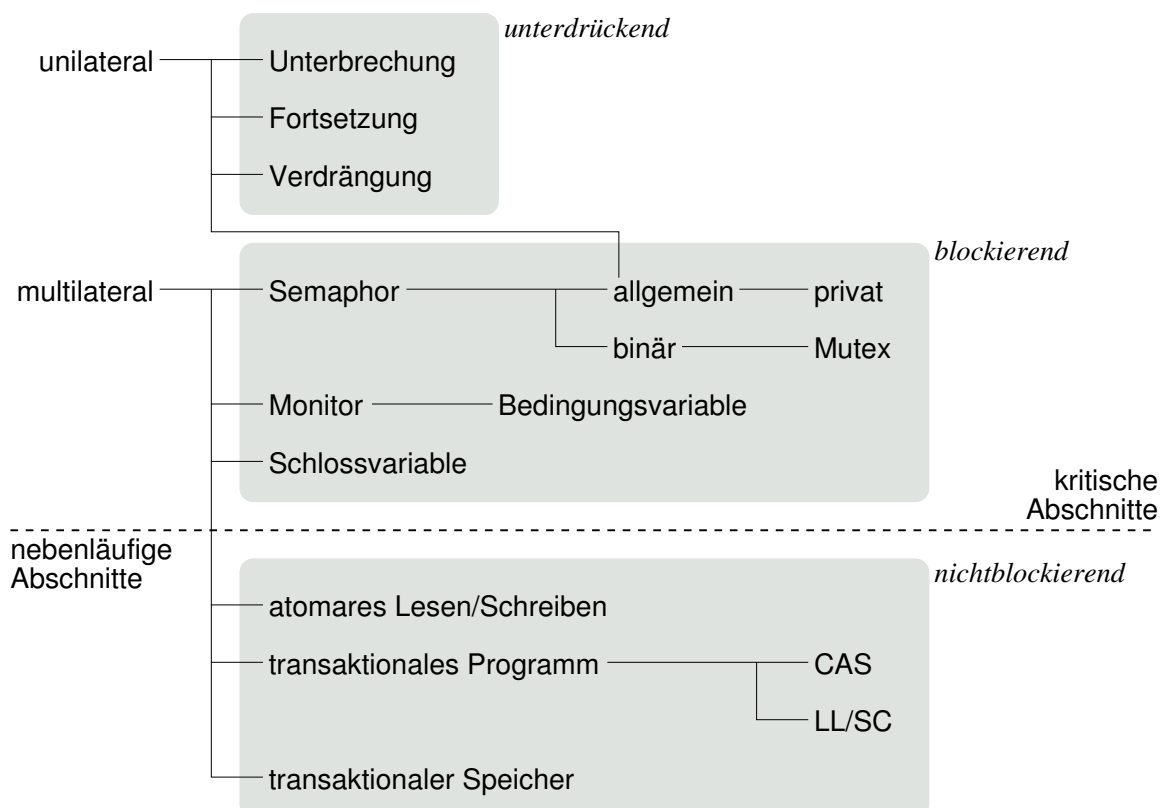 unterdrückend
unilateral
Unterbrechung
Fortsetzung
Verdrängung
blockierend
multilateral
Semaphor
allgemein
privat
binär
Mutex
Monitor
Bedingungsvariable
Schlossvariable
kritische
Abschnitte
nebenläufige
Abschnitte
nichtblockierend
atomares Lesen/Schreiben
transaktionales Programm
CAS
LL/SC
transaktionaler Speicher